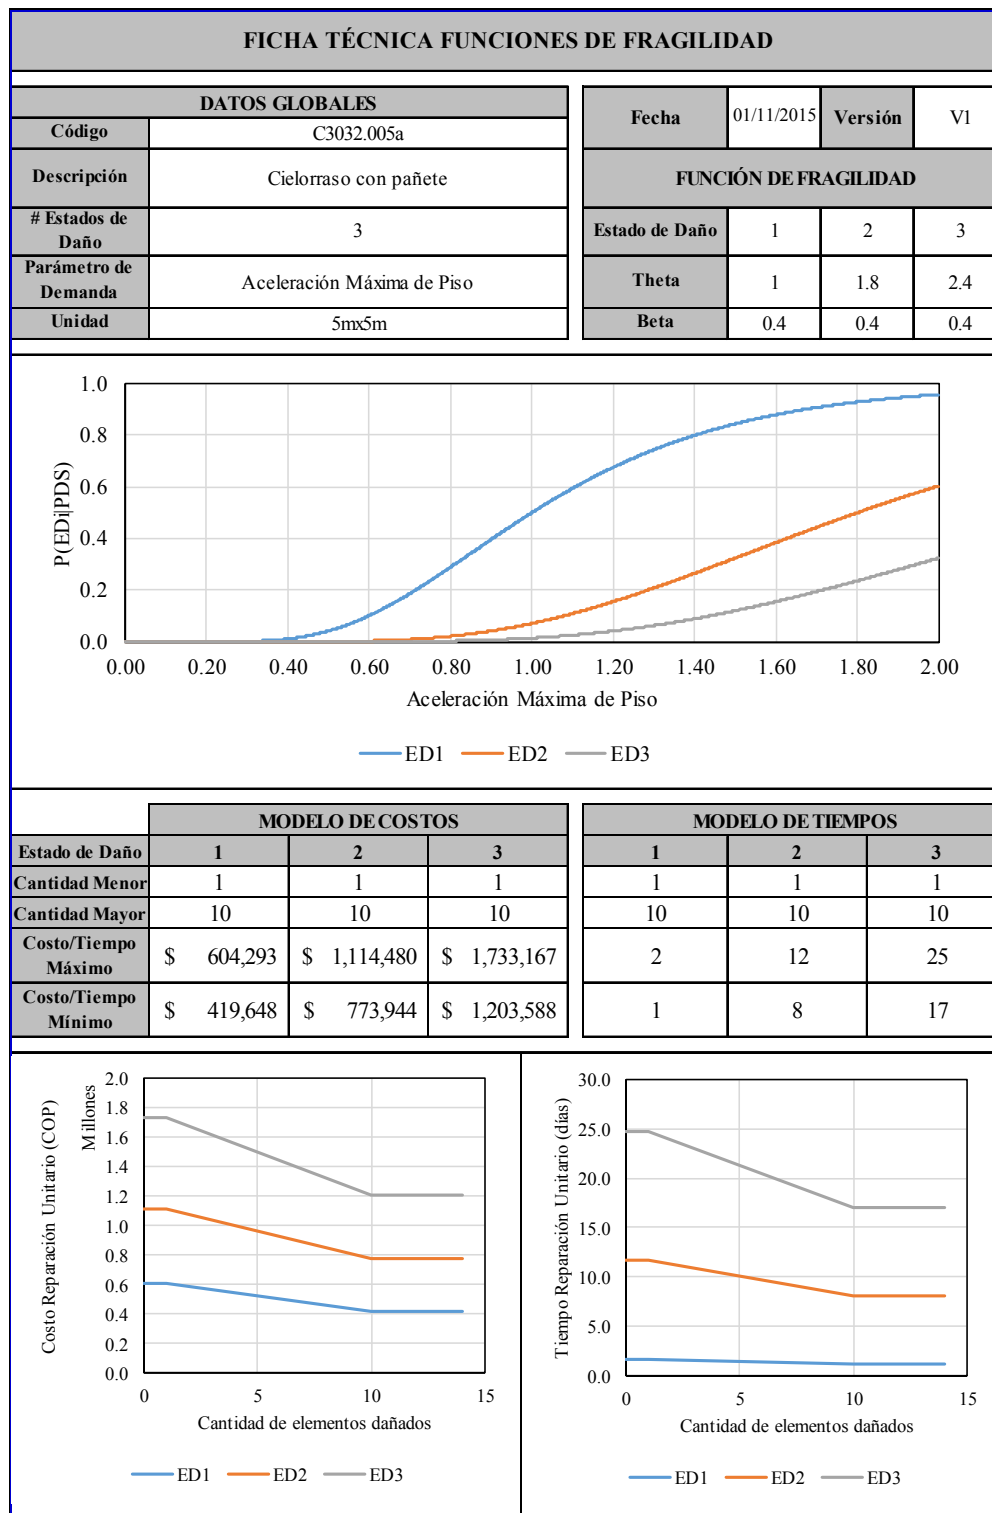 FICHA TÉCNICA FUNCIONES DE FRAGILIDAD
DATOS GLOBALES
Código C3032.005a
Descripción Cielorraso con pañete
# Estados de Daño 3
Parámetro de Demanda Aceleración Máxima de Piso
Unidad 5mx5m
Fecha 01/11/2015 Versión V1
FUNCIÓN DE FRAGILIDAD
Estado de Daño 1 2 3
Theta 1 1.8 2.4
Beta 0.4 0.4 0.4
P(EDi|PDS)
1.0
0.8
0.6
0.4
0.2
0.0
0.00 0.20 0.40 0.60 0.80 1.00 1.20 1.40 1.60 1.80 2.00
Aceleración Máxima de Piso
ED1 ED2 ED3
MODELO DE COSTOS MODELO DE TIEMPOS
Estado de Daño 1 2 3 1 2 3
Cantidad Menor 1 1 1 1 1 1
Cantidad Mayor 10 10 10 10 10 10
Costo/Tiempo Máximo $ 604,293 $ 1,114,480 $ 1,733,167 2 12 25
Costo/Tiempo Mínimo $ 419,648 $ 773,944 $ 1,203,588 1 8 17
Costo Reparación Unitario (COP)
Millones
2.0
1.8
1.6
1.4
1.2
1.0
0.8
0.6
0.4
0.2
0.0
0 5 10 15
Cantidad de elementos dañados
ED1 ED2 ED3
Tiempo Reparación Unitario (días)
30.0
25.0
20.0
15.0
10.0
5.0
0.0
0 5 10 15
Cantidad de elementos dañados
ED1 ED2 ED3